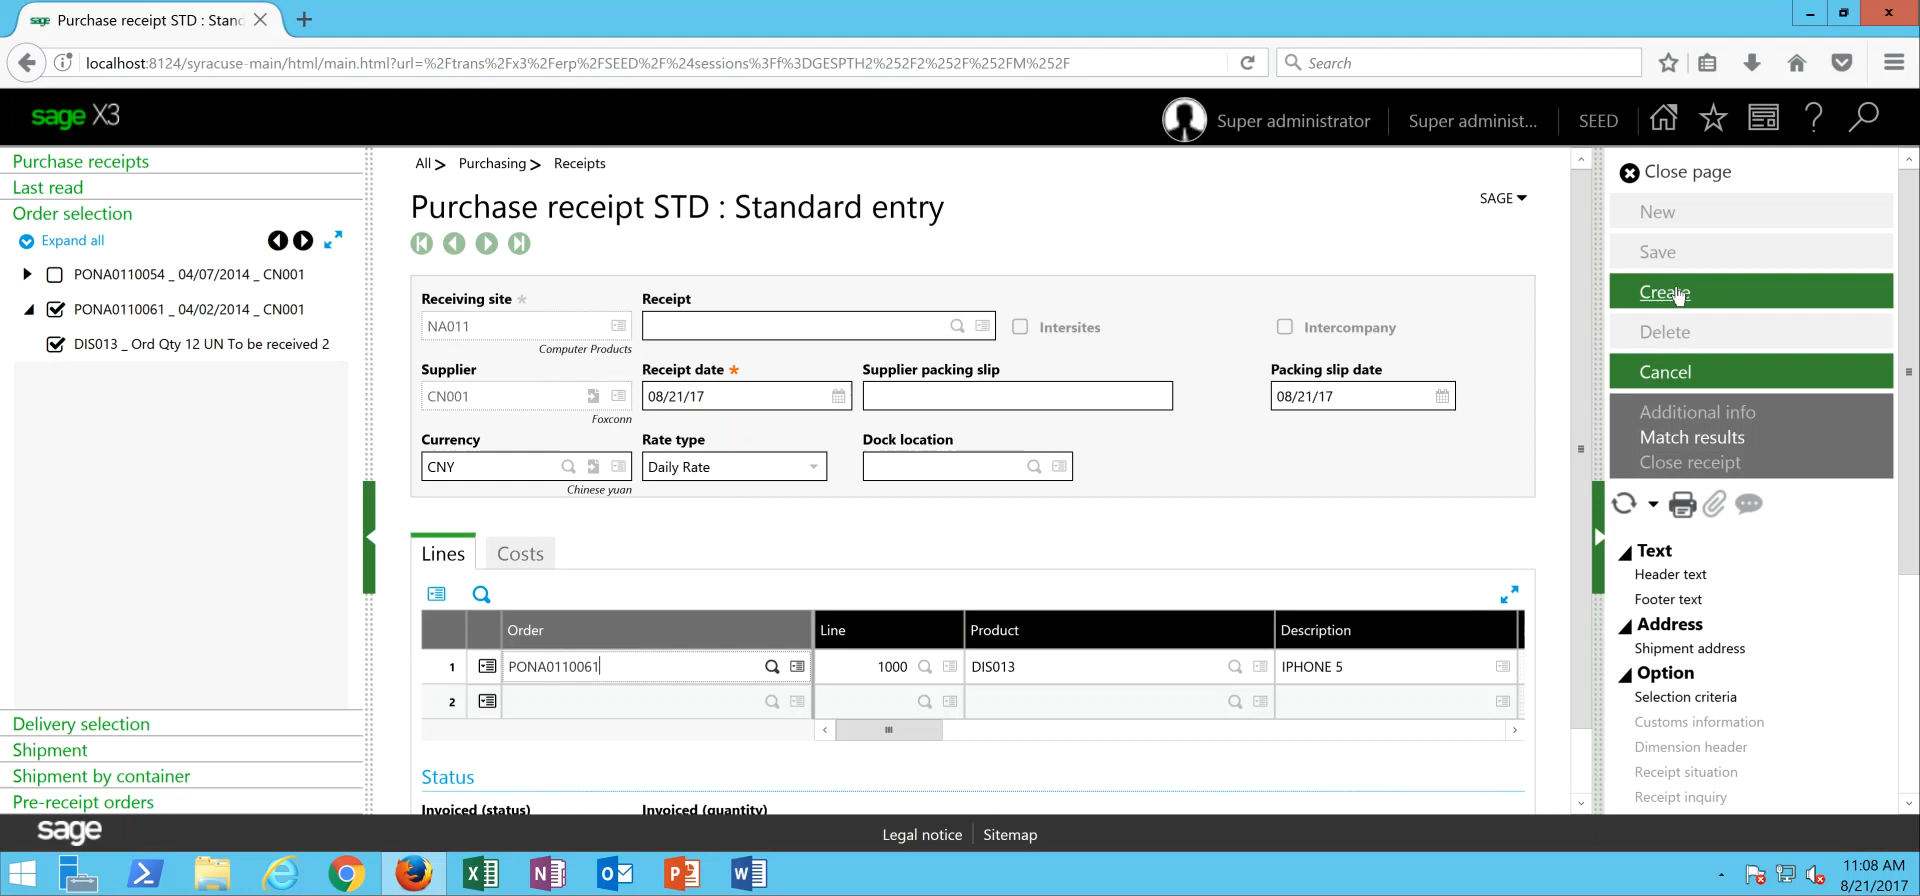 sage Purchase receipt STD : Stand
localhost:8124/syracuse-main/html/main.html?url=%2Ftrans%2Fx3%2Ferp%2FSEED%2F%24sessions%3Ff%3DGESPTH2%252F2%252F%252FM%252F
Search
sage X3
Super administrator
Super administ...
SEED
Purchase receipts
Last read
Order selection
Expand all
PONA0110054 _ 04/07/2014 _ CN001
PONA0110061 _ 04/02/2014 _ CN001
DIS013 _ Ord Qty 12 UN To be received 2
Delivery selection
Shipment
Shipment by container
Pre-receipt orders
All > Purchasing > Receipts
Purchase receipt STD : Standard entry
SAGE
Receiving site *
Receipt
NA011
Intersites
Intercompany
Computer Products
Supplier
Receipt date *
Supplier packing slip
Packing slip date
CN001
08/21/17
08/21/17
Foxconn
Currency
Rate type
Dock location
CNY
Daily Rate
Chinese yuan
Lines
Costs
Order
Line
Product
Description
1 PONA0110061 1000 DIS013 IPHONE 5
2
Status
Invoiced (status)
Invoiced (quantity)
Close page
New
Save
Create
Delete
Cancel
Additional info
Match results
Close receipt
Text
Header text
Footer text
Address
Shipment address
Option
Selection criteria
Customs information
Dimension header
Receipt situation
Receipt inquiry
sage
Legal notice
Sitemap
11:08 AM
8/21/2017